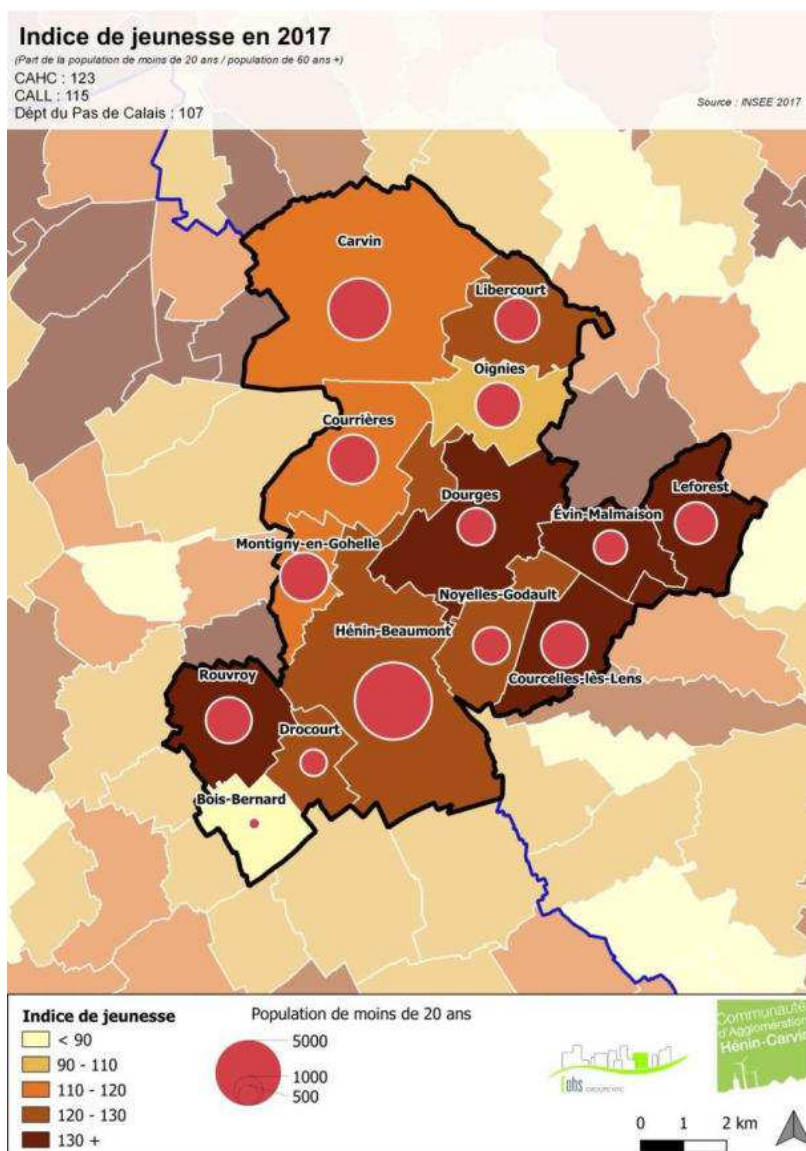 Indice de jeunesse en 2017
(Part de la population de moins de 20 ans / population de 60 ans +)
CAHC : 123
CALL : 115
Dépt du Pas de Calais : 107
Source : INSEE 2017
Carvin
Libercourt
Oignies
Courrières
Dourges
Leforest
Évin-Malmaison
Montigny-en-Gohelle
Noyelles-Godault
Hénin-Beaumont
Rouvroy
Courcelles-lès-Lens
Drocourt
Bois-Bernard
Indice de jeunesse
< 90
90 - 110
110 - 120
120 - 130
130 +
Population de moins de 20 ans
5000
1000
500
Communauté
d'Agglomération
Hénin-Carvin
0 1 2 km